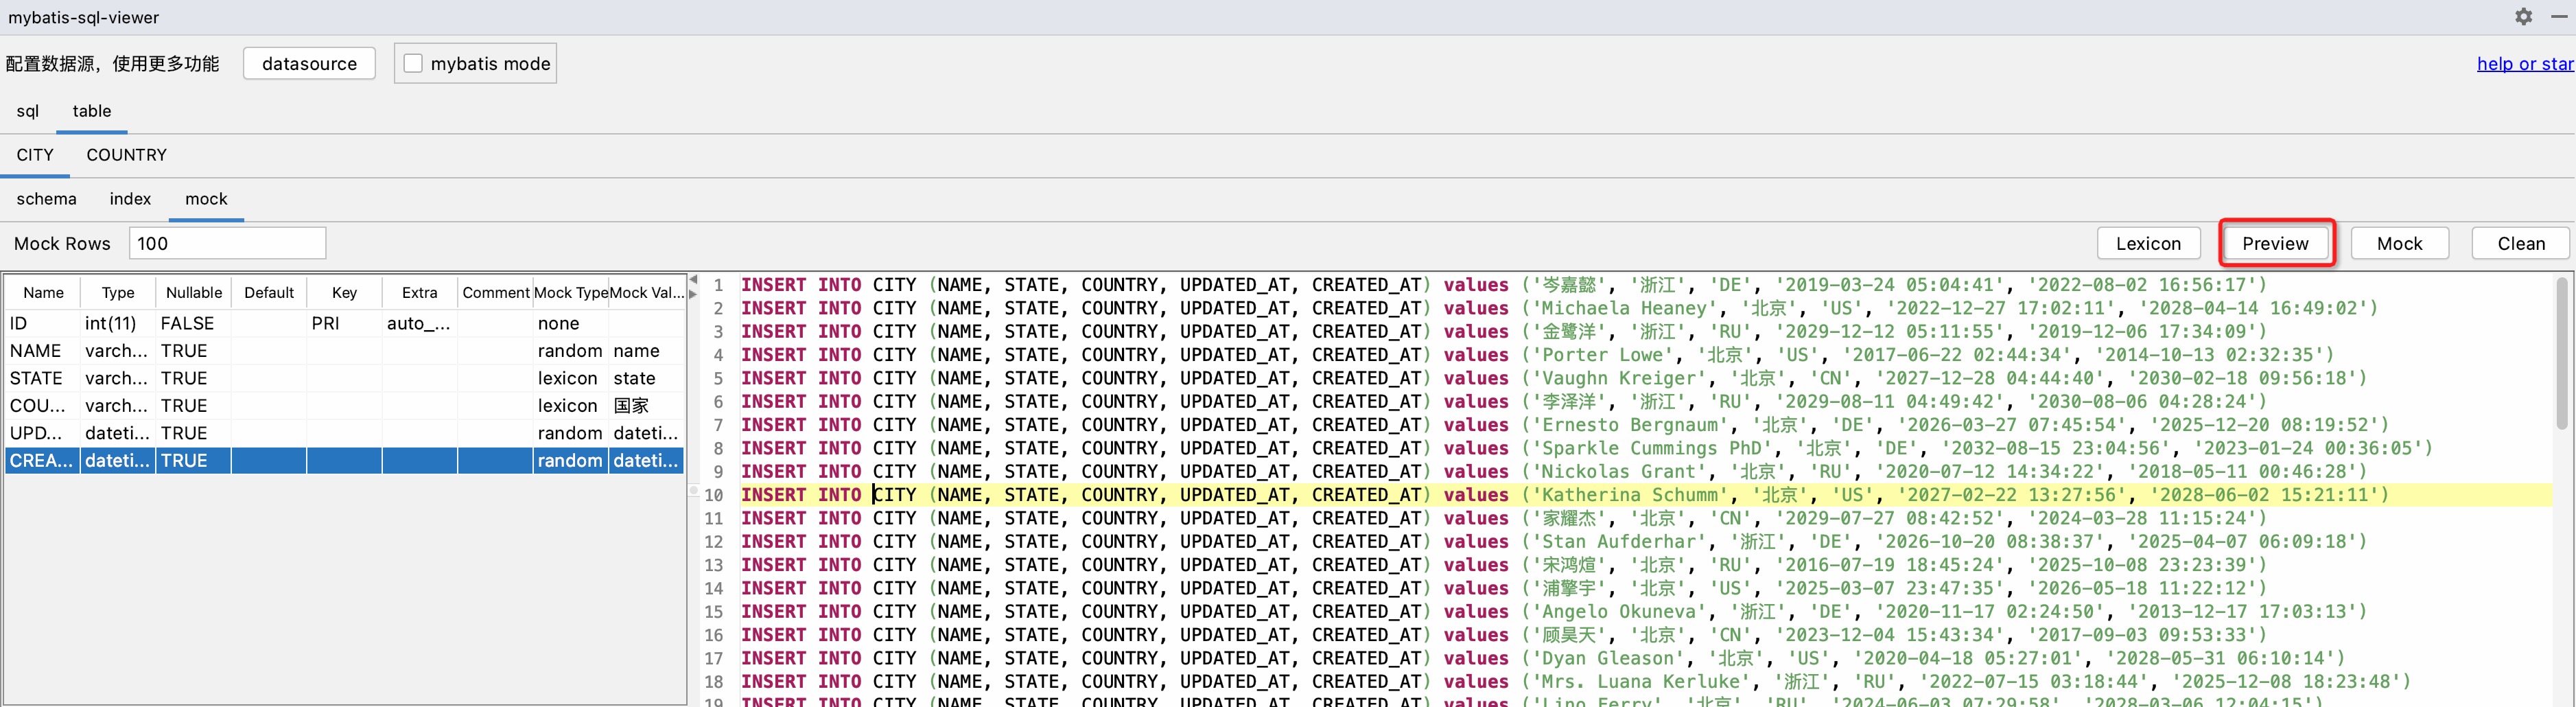 mybatis-sql-viewer
配置数据源，使用更多功能 datasource mybatis mode help or star
sql table
CITY COUNTRY
schema index mock
Mock Rows 100 Lexicon Preview Mock Clean
Name Type Nullable Default Key Extra Comment Mock Type Mock Val...
ID int(11) FALSE PRI auto_... none
NAME varch... TRUE random name
STATE varch... TRUE lexicon state
COU... varch... TRUE lexicon 国家
UPD... dateti... TRUE random dateti...
CREA... dateti... TRUE random dateti...
1 INSERT INTO CITY (NAME, STATE, COUNTRY, UPDATED_AT, CREATED_AT) values ('岑嘉懿', '浙江', 'DE', '2019-03-24 05:04:41', '2022-08-02 16:56:17')
2 INSERT INTO CITY (NAME, STATE, COUNTRY, UPDATED_AT, CREATED_AT) values ('Michaela Heaney', '北京', 'US', '2022-12-27 17:02:11', '2028-04-14 16:49:02')
3 INSERT INTO CITY (NAME, STATE, COUNTRY, UPDATED_AT, CREATED_AT) values ('金鹭洋', '浙江', 'RU', '2029-12-12 05:11:55', '2019-12-06 17:34:09')
4 INSERT INTO CITY (NAME, STATE, COUNTRY, UPDATED_AT, CREATED_AT) values ('Porter Lowe', '北京', 'US', '2017-06-22 02:44:34', '2014-10-13 02:32:35')
5 INSERT INTO CITY (NAME, STATE, COUNTRY, UPDATED_AT, CREATED_AT) values ('Vaughn Kreiger', '北京', 'CN', '2027-12-28 04:44:40', '2030-02-18 09:56:18')
6 INSERT INTO CITY (NAME, STATE, COUNTRY, UPDATED_AT, CREATED_AT) values ('李泽洋', '浙江', 'RU', '2029-08-11 04:49:42', '2030-08-06 04:28:24')
7 INSERT INTO CITY (NAME, STATE, COUNTRY, UPDATED_AT, CREATED_AT) values ('Ernesto Bergnaum', '北京', 'DE', '2026-03-27 07:45:54', '2025-12-20 08:19:52')
8 INSERT INTO CITY (NAME, STATE, COUNTRY, UPDATED_AT, CREATED_AT) values ('Sparkle Cummings PhD', '北京', 'DE', '2032-08-15 23:04:56', '2023-01-24 00:36:05')
9 INSERT INTO CITY (NAME, STATE, COUNTRY, UPDATED_AT, CREATED_AT) values ('Nickolas Grant', '北京', 'RU', '2020-07-12 14:34:22', '2018-05-11 00:46:28')
10 INSERT INTO CITY (NAME, STATE, COUNTRY, UPDATED_AT, CREATED_AT) values ('Katherina Schumm', '北京', 'US', '2027-02-22 13:27:56', '2028-06-02 15:21:11')
11 INSERT INTO CITY (NAME, STATE, COUNTRY, UPDATED_AT, CREATED_AT) values ('家耀杰', '北京', 'CN', '2029-07-27 08:42:52', '2024-03-28 11:15:24')
12 INSERT INTO CITY (NAME, STATE, COUNTRY, UPDATED_AT, CREATED_AT) values ('Stan Aufderhar', '浙江', 'DE', '2026-10-20 08:38:37', '2025-04-07 06:09:18')
13 INSERT INTO CITY (NAME, STATE, COUNTRY, UPDATED_AT, CREATED_AT) values ('宋鸿煊', '北京', 'RU', '2016-07-19 18:45:24', '2025-10-08 23:23:39')
14 INSERT INTO CITY (NAME, STATE, COUNTRY, UPDATED_AT, CREATED_AT) values ('浦擎宇', '北京', 'US', '2025-03-07 23:47:35', '2026-05-18 11:22:12')
15 INSERT INTO CITY (NAME, STATE, COUNTRY, UPDATED_AT, CREATED_AT) values ('Angelo Okuneva', '浙江', 'DE', '2020-11-17 02:24:50', '2013-12-17 17:03:13')
16 INSERT INTO CITY (NAME, STATE, COUNTRY, UPDATED_AT, CREATED_AT) values ('顾昊天', '北京', 'CN', '2023-12-04 15:43:34', '2017-09-03 09:53:33')
17 INSERT INTO CITY (NAME, STATE, COUNTRY, UPDATED_AT, CREATED_AT) values ('Dyan Gleason', '北京', 'US', '2020-04-18 05:27:01', '2028-05-31 06:10:14')
18 INSERT INTO CITY (NAME, STATE, COUNTRY, UPDATED_AT, CREATED_AT) values ('Mrs. Luana Kerluke', '浙江', 'RU', '2022-07-15 03:18:44', '2025-12-08 18:23:48')
19 INSERT INTO CITY (NAME, STATE, COUNTRY, UPDATED_AT, CREATED_AT) values ('Lino Ferry', '北京', 'RU', '2024-06-03 07:29:58', '2028-03-06 12:04:15')